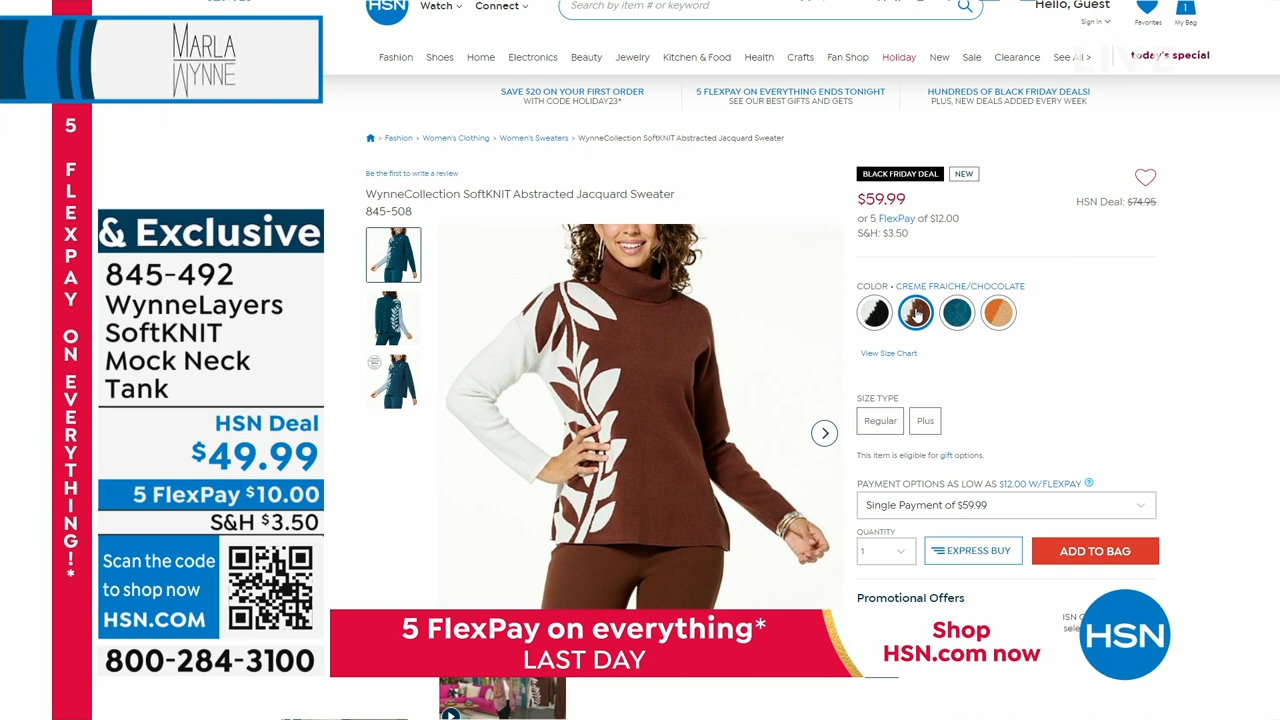 MARLA
WYNNE
5 FLEXPAY ON EVERYTHING!*
& Exclusive
845-492
WynneLayers
SoftKNIT
Mock Neck
Tank
HSN Deal
$49.99
5 FlexPay $10.00
S&H $3.50
Scan the code
to shop now
HSN.COM
800-284-3100
HSN
Watch
Connect
Search by item # or keyword
Hello, Guest
Sign In
Favorites
1
My Bag
LIVE
Fashion Shoes Home Electronics Beauty Jewelry Kitchen & Food Health Crafts Fan Shop Holiday New Sale Clearance See All > today's special
SAVE $20 ON YOUR FIRST ORDER
WITH CODE HOLIDAY23*
5 FLEXPAY ON EVERYTHING ENDS TONIGHT
SEE OUR BEST GIFTS AND GETS
HUNDREDS OF BLACK FRIDAY DEALS!
PLUS, NEW DEALS ADDED EVERY WEEK
> Fashion > Women's Clothing > Women's Sweaters > WynneCollection SoftKNIT Abstracted Jacquard Sweater
Be the first to write a review
WynneCollection SoftKNIT Abstracted Jacquard Sweater
845-508
BLACK FRIDAY DEAL NEW
$59.99
HSN Deal: $74.95
or 5 FlexPay of $12.00
S&H: $3.50
COLOR • CREME FRAICHE/CHOCOLATE
View Size Chart
SIZE TYPE
Regular Plus
This item is eligible for gift options.
PAYMENT OPTIONS AS LOW AS $12.00 W/FLEXPAY ?
Single Payment of $59.99
QUANTITY
1
EXPRESS BUY
ADD TO BAG
Promotional Offers
HSN
5 FlexPay on everything*
LAST DAY
Shop
HSN.com now
HSN